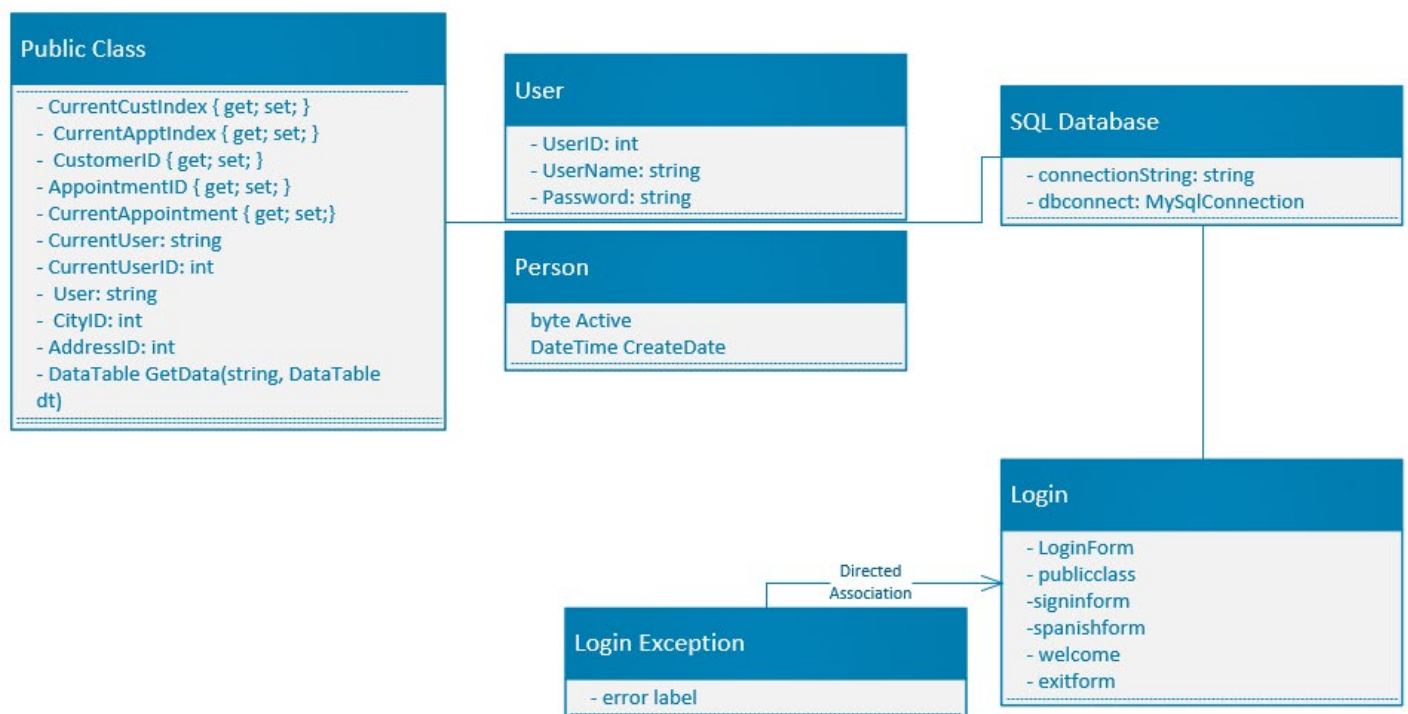 Public Class
- CurrentCustIndex { get; set; }
- CurrentApptIndex { get; set; }
- CustomerID { get; set; }
- AppointmentID { get; set; }
- CurrentAppointment { get; set;}
- CurrentUser: string
- CurrentUserID: int
- User: string
- CityID: int
- AddressID: int
- DataTable GetData(string, DataTable
dt)
User
- UserID: int
- UserName: string
- Password: string
Person
byte Active
DateTime CreateDate
SQL Database
- connectionString: string
- dbconnect: MySqlConnection
Login
- LoginForm
- publicclass
-signinform
-spanishform
- welcome
- exitform
Directed
Association
Login Exception
- error label